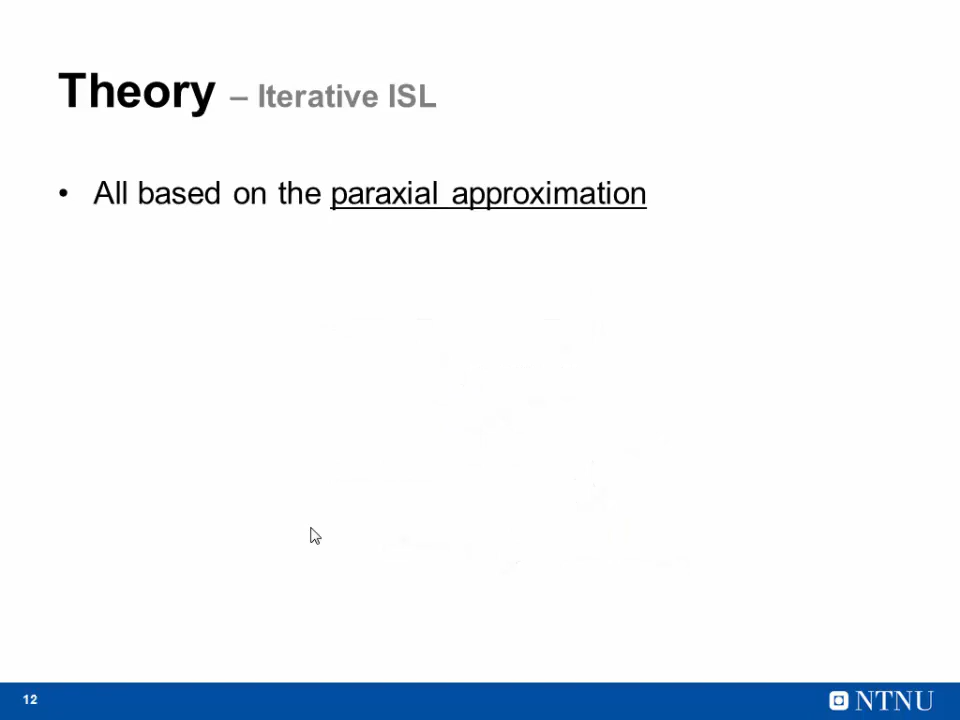 Theory – Iterative ISL
• All based on the paraxial approximation
12
NTNU